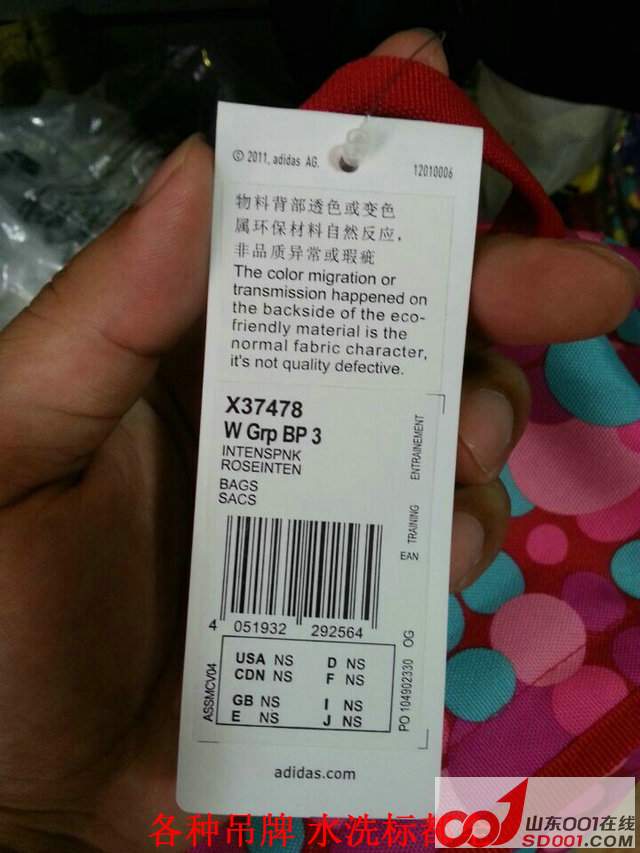 © 2011, adidas AG.
12010006
物料背部透色或变色
属环保材料自然反应，
非品质异常或瑕疵
The color migration or
transmission happened on
the backside of the eco-
friendly material is the
normal fabric character,
it's not quality defective.
X37478
W Grp BP 3
INTENSPNK
ROSEINTEN
BAGS
SACS
ENTRAINEMENT
TRAINING
EAN
4 051932 292564
OG
PO 104902330
ASSMCV04
USA NS D NS
CDN NS F NS
GB NS I NS
E NS J NS
adidas.com
各种吊牌 水洗标都
001 山东001在线
SD001.COM